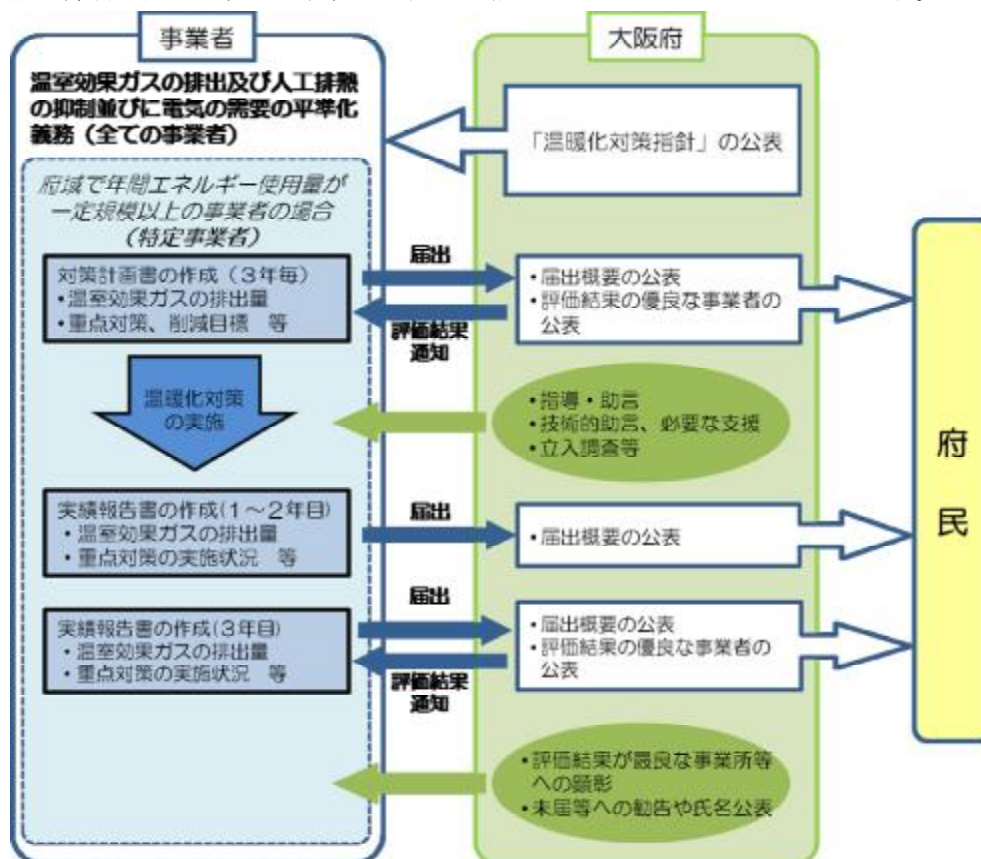 事業者
温室効果ガスの排出及び人工排熱
の抑制並びに電気の需要の平準化
義務（全ての事業者）
府域で年間エネルギー使用量が
一定規模以上の事業者の場合
（特定事業者）
対策計画書の作成（３年毎）
・温室効果ガスの排出量
・重点対策、削減目標　等
温暖化対策
の実施
実績報告書の作成(１～２年目)
・温室効果ガスの排出量
・重点対策の実施状況　等
実績報告書の作成(３年目)
・温室効果ガスの排出量
・重点対策の実施状況　等
届出
評価結果
通知
届出
届出
評価結果
通知
大阪府
「温暖化対策指針」の公表
・届出概要の公表
・評価結果の優良な事業者の
公表
・指導・助言
・技術的助言、必要な支援
・立入調査等
・届出概要の公表
・届出概要の公表
・評価結果の優良な事業者の
公表
・評価結果が最良な事業所等
への顕彰
・未届等への勧告や氏名公表
府
民